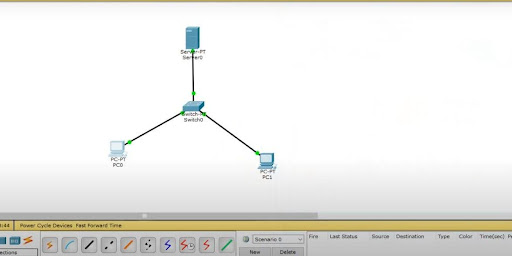 Server-PT
Server0
Switch-PT
Switch0
PC-PT
PC0
PC-PT
PC1
:44 Power Cycle Devices Fast Forward Time
Scenario 0
Fire Last Status Source Destination Type Color Time(sec)
New Delete